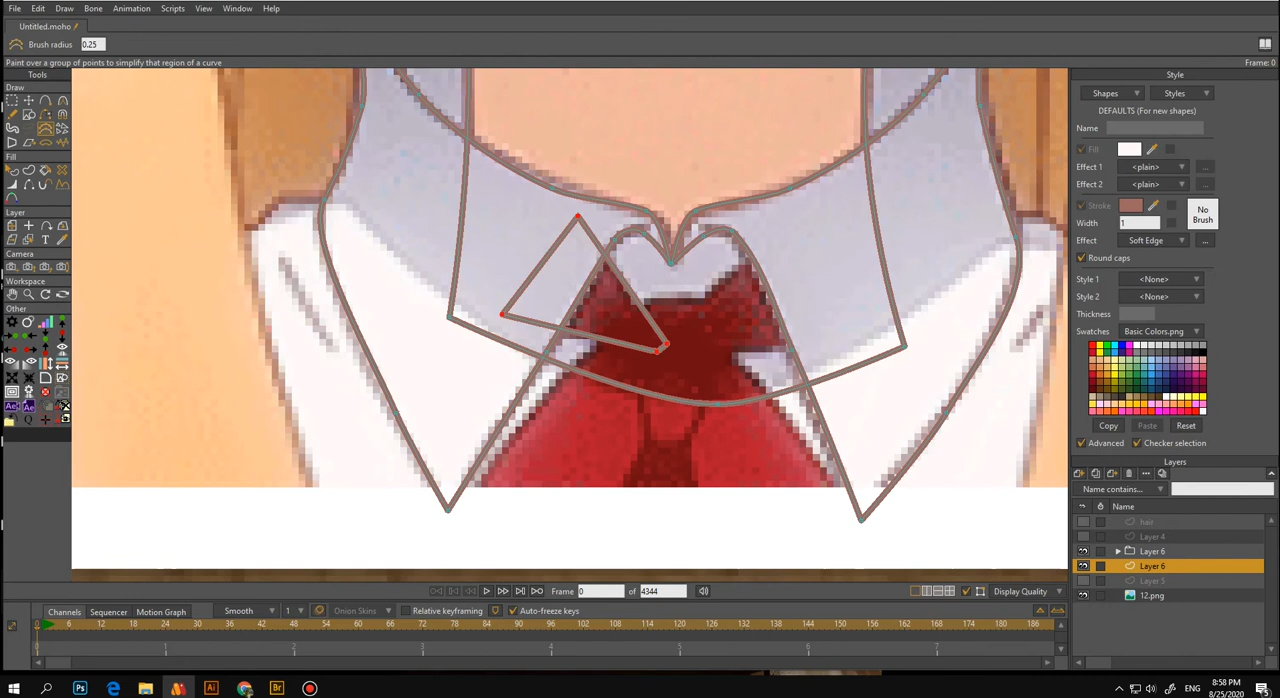 File Edit Draw Bone Animation Scripts View Window Help
Untitled.moho
Brush radius 0.25
Paint over a group of points to simplify that region of a curve
Frame: 0
Tools
Draw
Fill
Layer
Camera
Workspace
Other
Style
Shapes Styles
DEFAULTS (For new shapes)
Name
Fill
Effect 1 <plain> ...
Effect 2 <plain> ...
Stroke
No Brush
Width 1
Effect Soft Edge ...
Round caps
Style 1 <None>
Style 2 <None>
Thickness
Swatches Basic Colors.png
Copy Paste Reset
Advanced Checker selection
Layers
Name contains...
Name
hair
Layer 4
Layer 6
Layer 6
Layer 5
12.png
Frame 0 of 4344 Display Quality
Channels Sequencer Motion Graph Smooth 1 Onion Skins Relative keyframing Auto-freeze keys
0 6 12 18 24 30 36 42 48 54 60 66 72 78 84 90 96 102 108 114 120 126 132 138 144 150 156 162 168 174 180 186
1 2 3 4 5 6 7
ENG 8:58 PM
8/25/2020